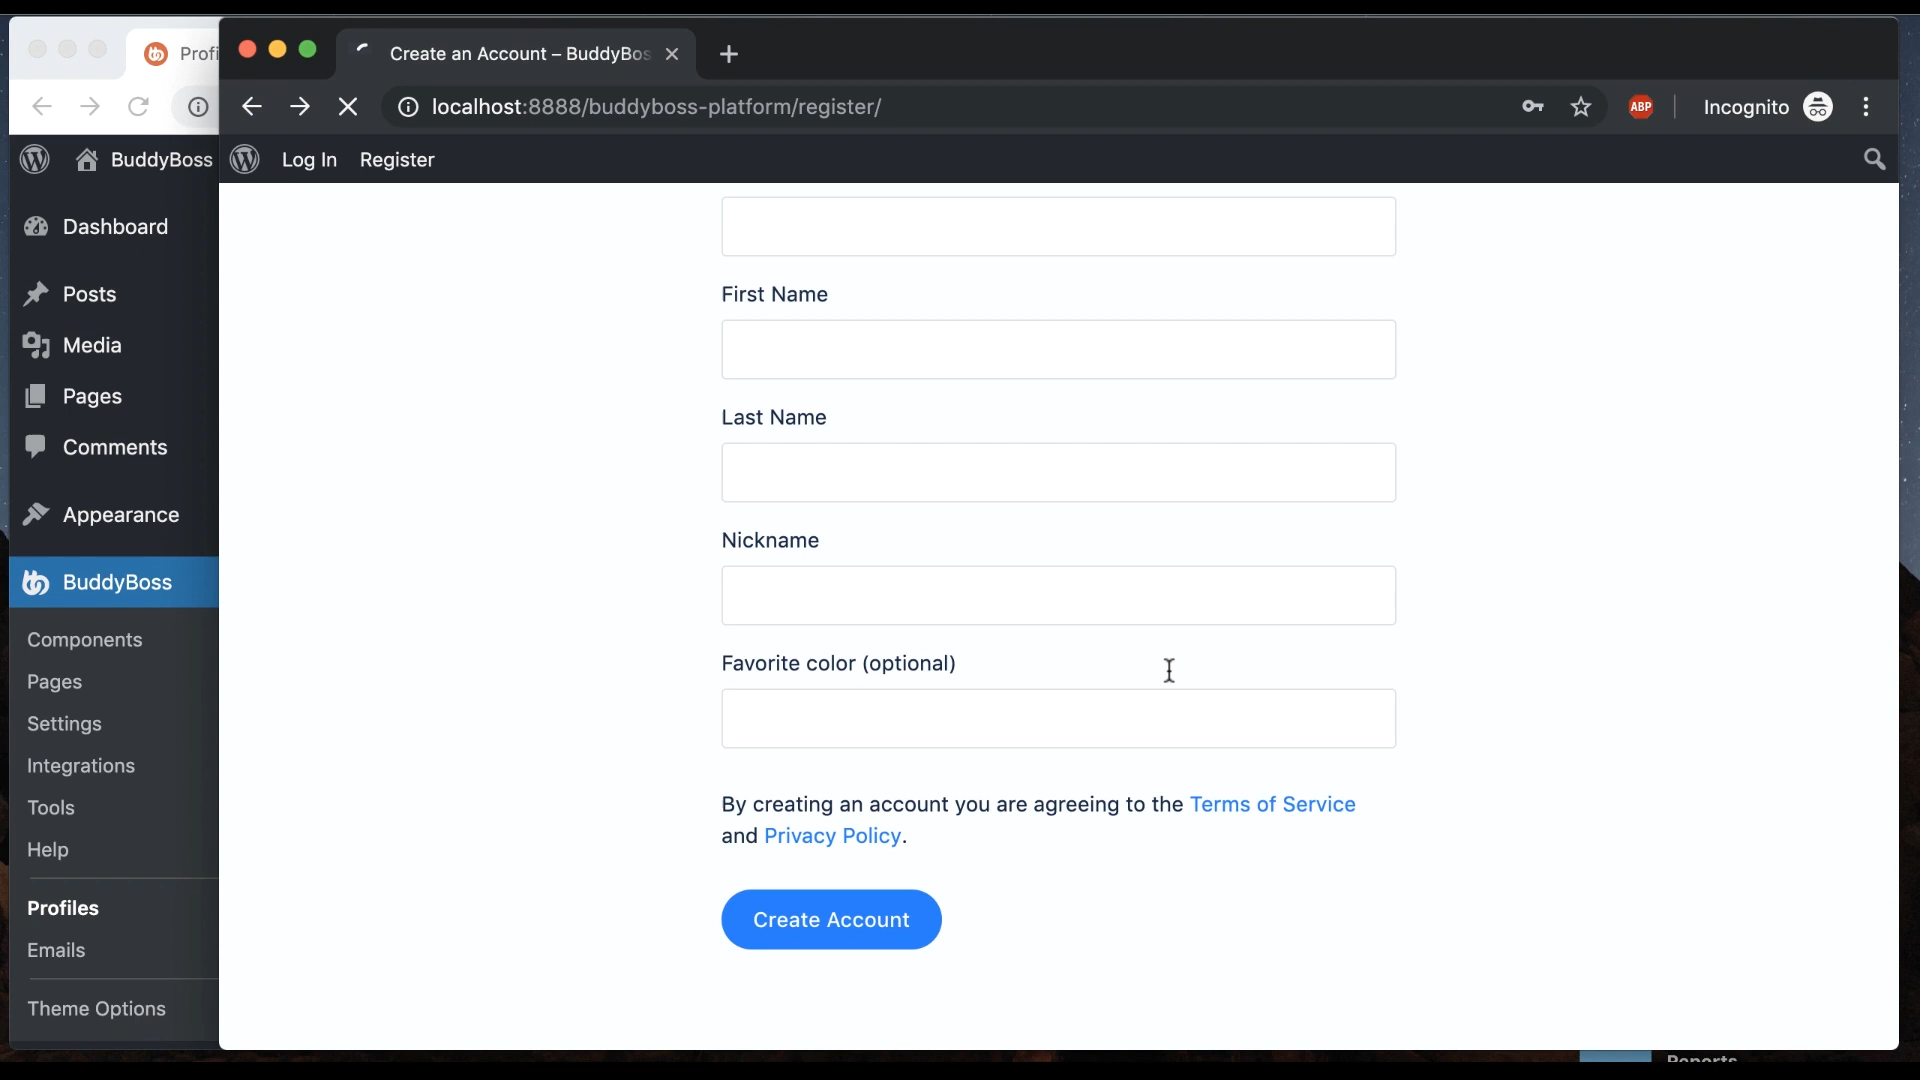 Profi
Create an Account – BuddyBos
localhost:8888/buddyboss-platform/register/
ABP
Incognito
BuddyBoss
Log In
Register
Dashboard
Posts
Media
Pages
Comments
Appearance
BuddyBoss
Components
Pages
Settings
Integrations
Tools
Help
Profiles
Emails
Theme Options
First Name
Last Name
Nickname
Favorite color (optional)
By creating an account you are agreeing to the Terms of Service
and Privacy Policy.
Create Account
Reports